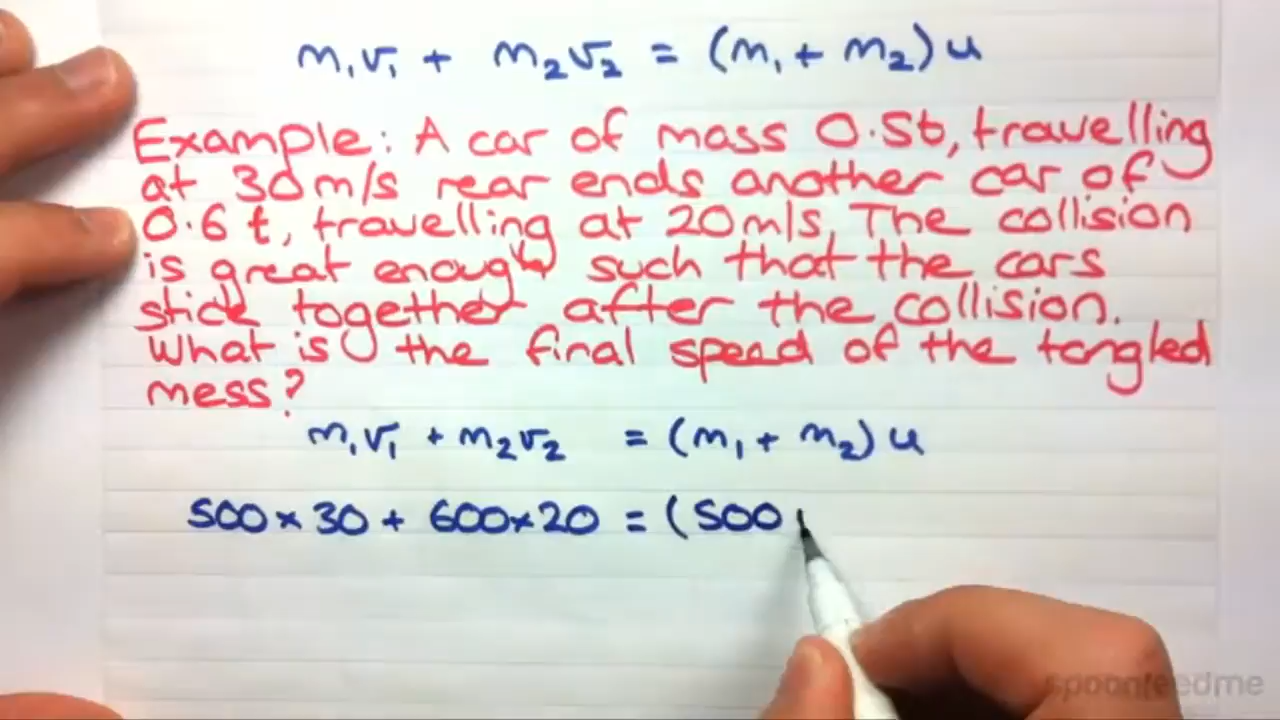 m₁v₁ + m₂v₂ = (m₁ + m₂)u
Example: A car of mass 0.5t, travelling
at 30m/s rear ends another car of
0.6 t, travelling at 20m/s. The collision
is great enough such that the cars
stick together after the collision.
What is the final speed of the tangled
mess?
m₁v₁ + m₂v₂ = (m₁ + m₂)u
500 × 30 + 600 × 20 = (500
spoonfeedme